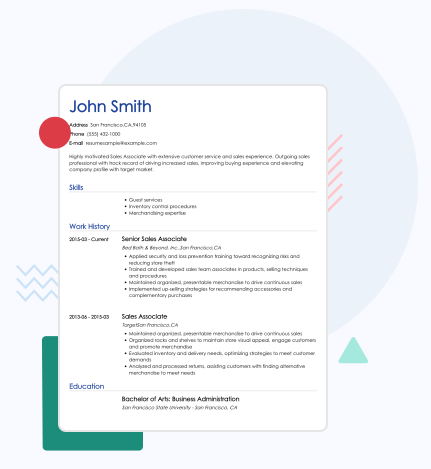 John Smith
Address San Francisco,CA,94105
Phone (555) 432-1000
E-mail resumesample@example.com
Highly motivated Sales Associate with extensive customer service and sales experience. Outgoing sales
professional with track record of driving increased sales, improving buying experience and elevating
company profile with target market.
Skills
• Guest services
• Inventory control procedures
• Merchandising expertise
Work History
2015-03 - Current
Senior Sales Associate
Bed Bath & Beyond, Inc.,San Francisco,CA
• Applied security and loss prevention training toward recognizing risks and
reducing store theft
• Trained and developed sales team associates in products, selling techniques
and procedures
• Maintained organized, presentable merchandise to drive continuous sales
• Implemented up-selling strategies for recommending accessories and
complementary purchases
2013-06 - 2015-03
Sales Associate
TargetSan Francisco,CA
• Maintained organized, presentable merchandise to drive continuous sales
• Organized racks and shelves to maintain store visual appeal, engage customers
and promote merchandise
• Evaluated inventory and delivery needs, optimizing strategies to meet customer
demands
• Analyzed and processed returns, assisting customers with finding alternative
merchandise to meet needs
Education
Bachelor of Arts: Business Administration
San Francisco State University - San Francisco, CA